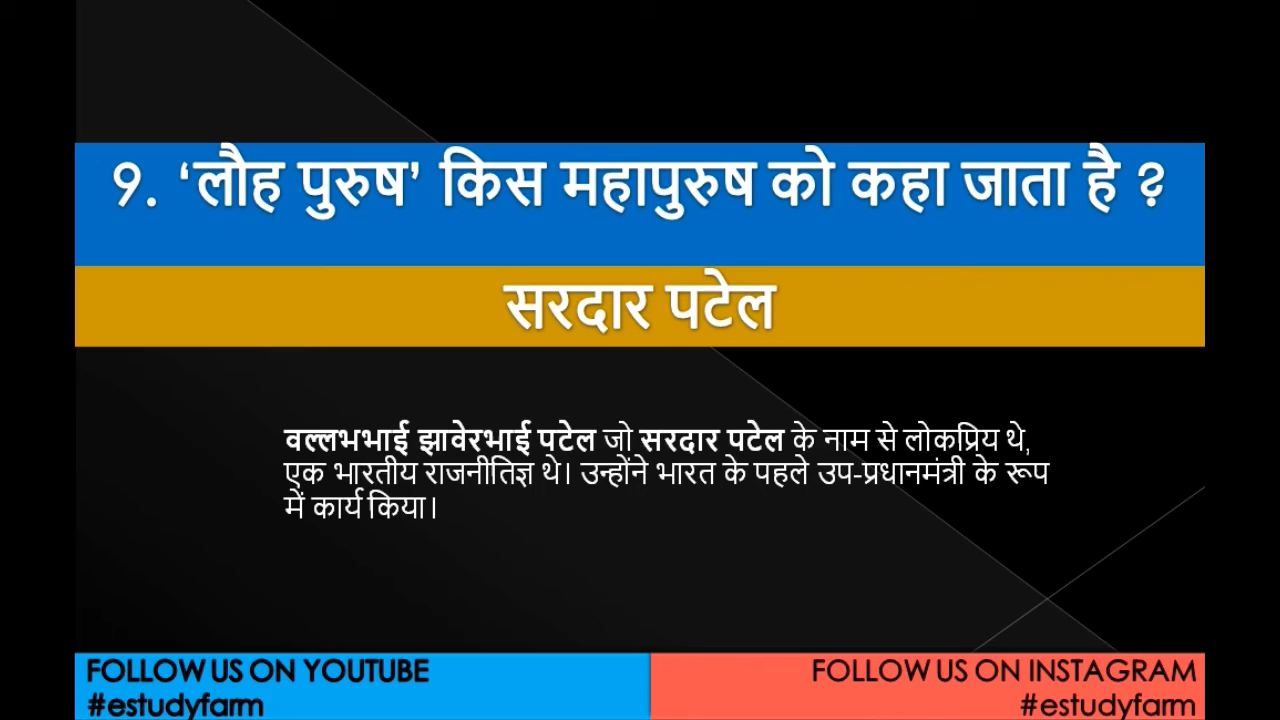 9. ‘लौह पुरुष’ किस महापुरुष को कहा जाता है ?
सरदार पटेल
वल्लभभाई झावेरभाई पटेल जो सरदार पटेल के नाम से लोकप्रिय थे,
एक भारतीय राजनीतिज्ञ थे। उन्होंने भारत के पहले उप-प्रधानमंत्री के रूप
में कार्य किया।
FOLLOW US ON YOUTUBE
#estudyfarm
FOLLOW US ON INSTAGRAM
#estudyfarm